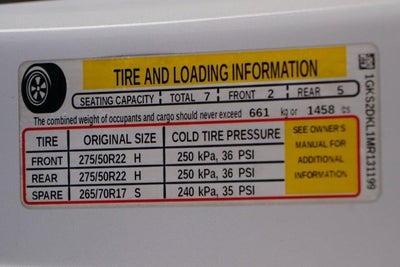 TIRE AND LOADING INFORMATION
SEATING CAPACITY TOTAL 7 FRONT 2 REAR 5
The combined weight of occupants and cargo should never exceed 661 kg or 1458 lbs
TIRE ORIGINAL SIZE COLD TIRE PRESSURE
FRONT 275/50R22 H 250 kPa, 36 PSI
REAR 275/50R22 H 250 kPa, 36 PSI
SPARE 265/70R17 S 240 kPa, 35 PSI
SEE OWNER'S
MANUAL FOR
ADDITIONAL
INFORMATION
1GKS2DKL1MR131199